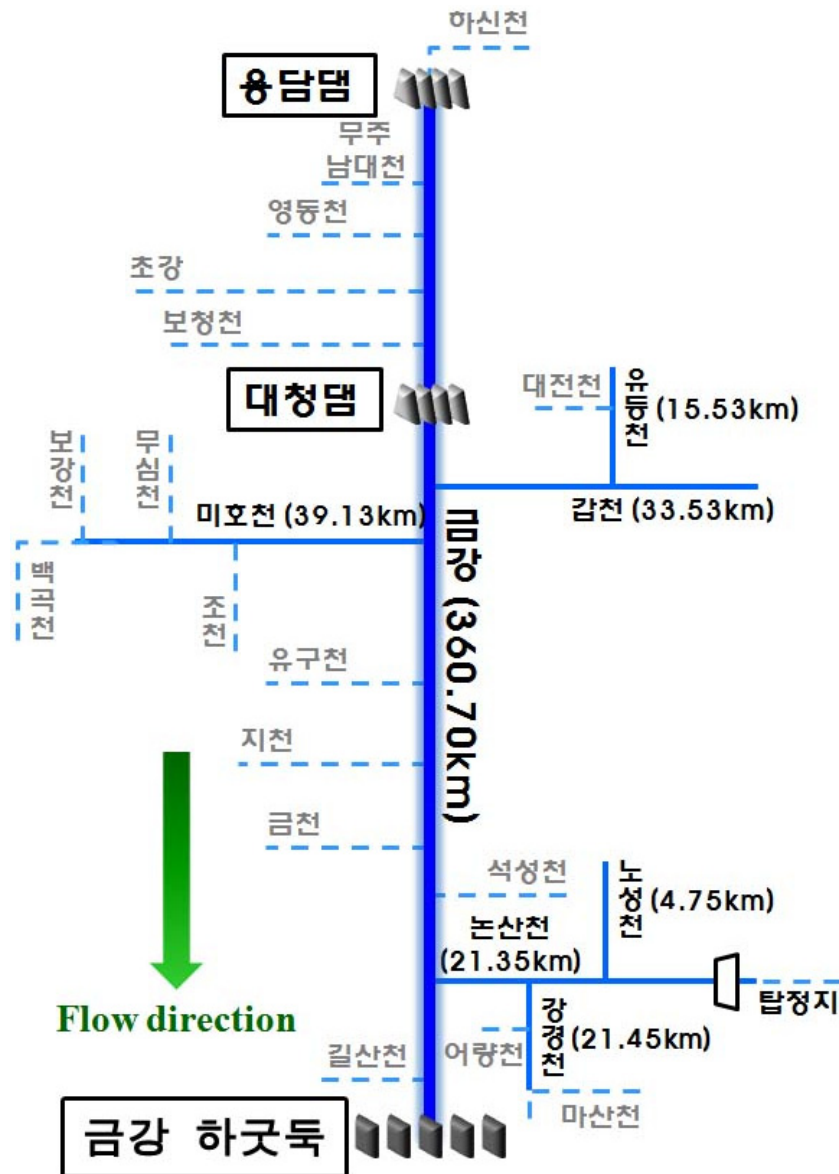 하신천
용담댐
무주
남대천
영동천
초강
보청천
대청댐
대전천
유등천 (15.53km)
갑천 (33.53km)
보강천
무심천
미호천 (39.13km)
백곡천
조천
금강 (360.70km)
유구천
지천
금천
석성천
노성천 (4.75km)
논산천
(21.35km)
탑정지
강경천 (21.45km)
어량천
마산천
Flow direction
길산천
금강 하굿둑